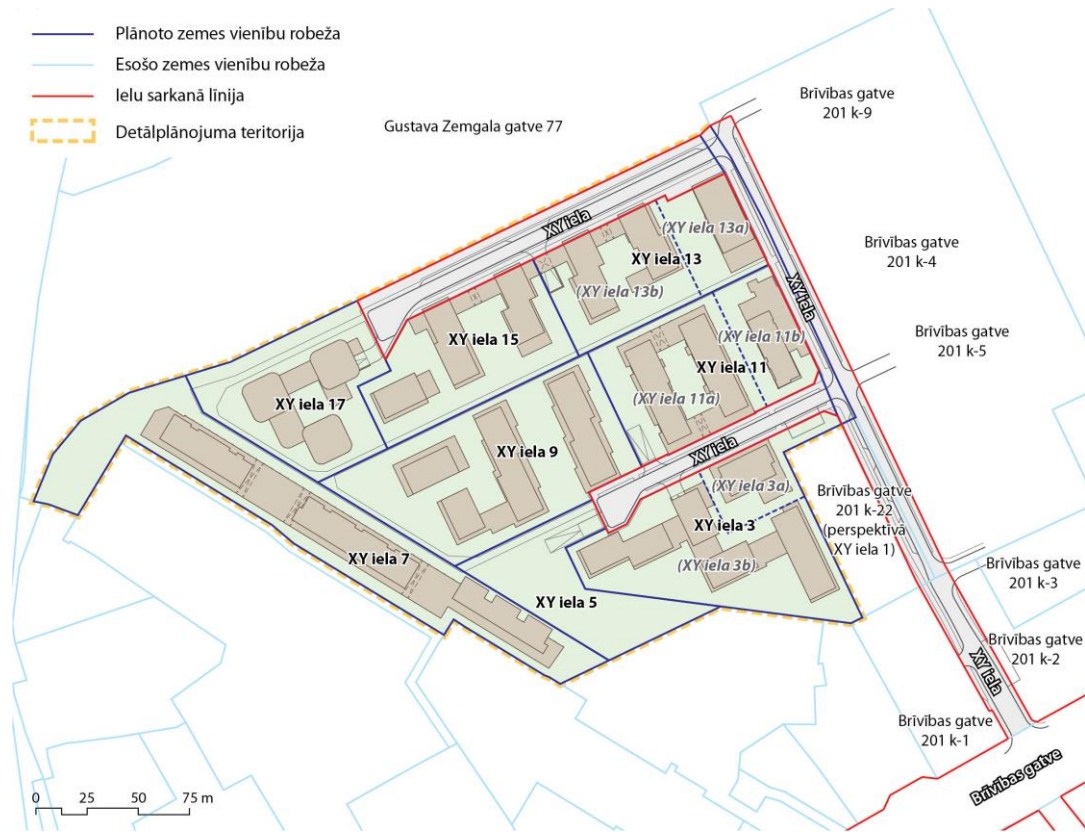 Plānoto zemes vienību robeža
Esošo zemes vienību robeža
Ielu sarkanā līnija
Detālplānojuma teritorija
Gustava Zemgala gatve 77
Brīvības gatve
201 k-9
XY iela
(XY iela 13a)
XY iela 13
(XY iela 13b)
Brīvības gatve
201 k-4
XY iela
XY iela 15
(XY iela 11b)
Brīvības gatve
201 k-5
XY iela 11
XY iela 17
(XY iela 11a)
XY iela 9
XY iela
(XY iela 3a)
Brīvības gatve
201 k-22
(perspektīvā
XY iela 1)
XY iela 3
XY iela 7
(XY iela 3b)
Brīvības gatve
201 k-3
XY iela 5
Brīvības gatve
201 k-2
XY iela
Brīvības gatve
201 k-1
Brīvības gatve
0 25 50 75 m